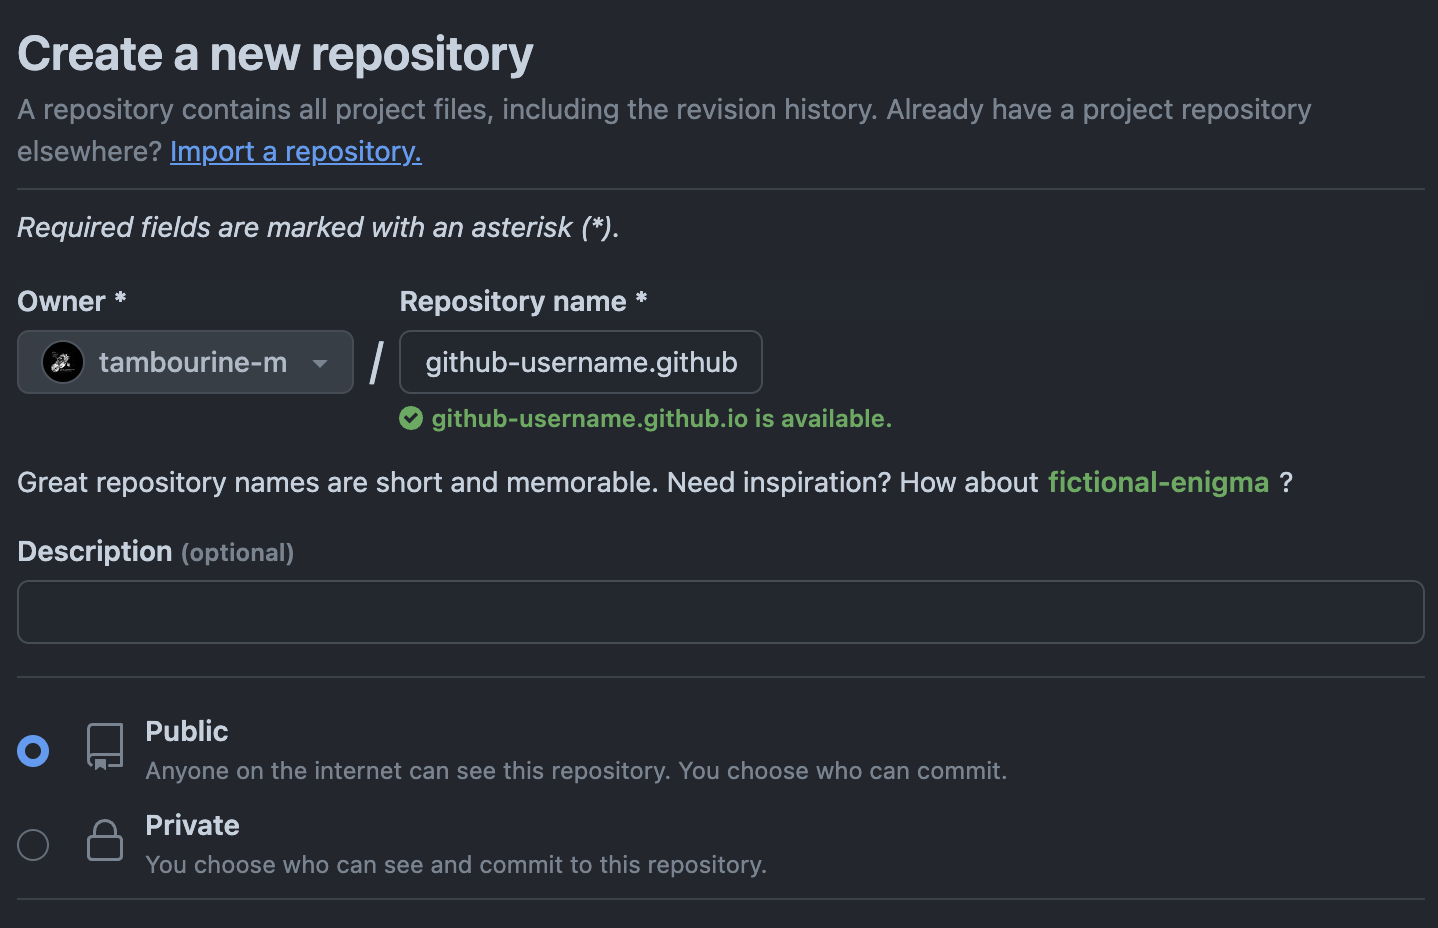 Create a new repository
A repository contains all project files, including the revision history. Already have a project repository
elsewhere? Import a repository.
Required fields are marked with an asterisk (*).
Owner * Repository name *
tambourine-m / github-username.github
github-username.github.io is available.
Great repository names are short and memorable. Need inspiration? How about fictional-enigma ?
Description (optional)
Public
Anyone on the internet can see this repository. You choose who can commit.
Private
You choose who can see and commit to this repository.